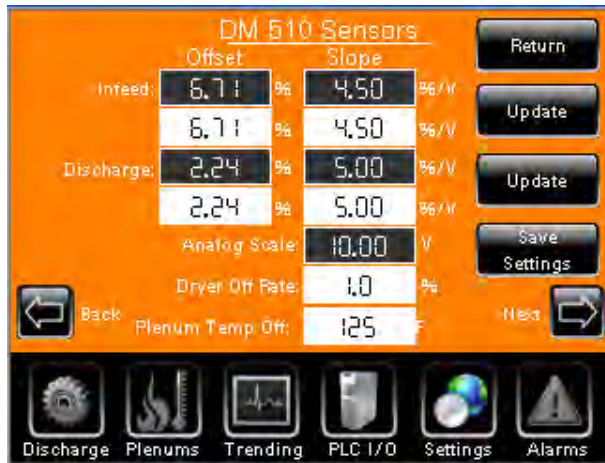 DM 510 Sensors
Return
Offset Slope
Infeed: 6.71 % 4.50 %/V
Update
6.71 % 4.50 %/V
Discharge: 2.24 % 5.00 %/V
Update
2.24 % 5.00 %/V
Analog Scale: 10.00 V
Save
Settings
Dryer Off Rate: 1.0 %
Back Next
Plenum Temp Off: 125 F
Discharge Plenums Trending PLC I/O Settings Alarms